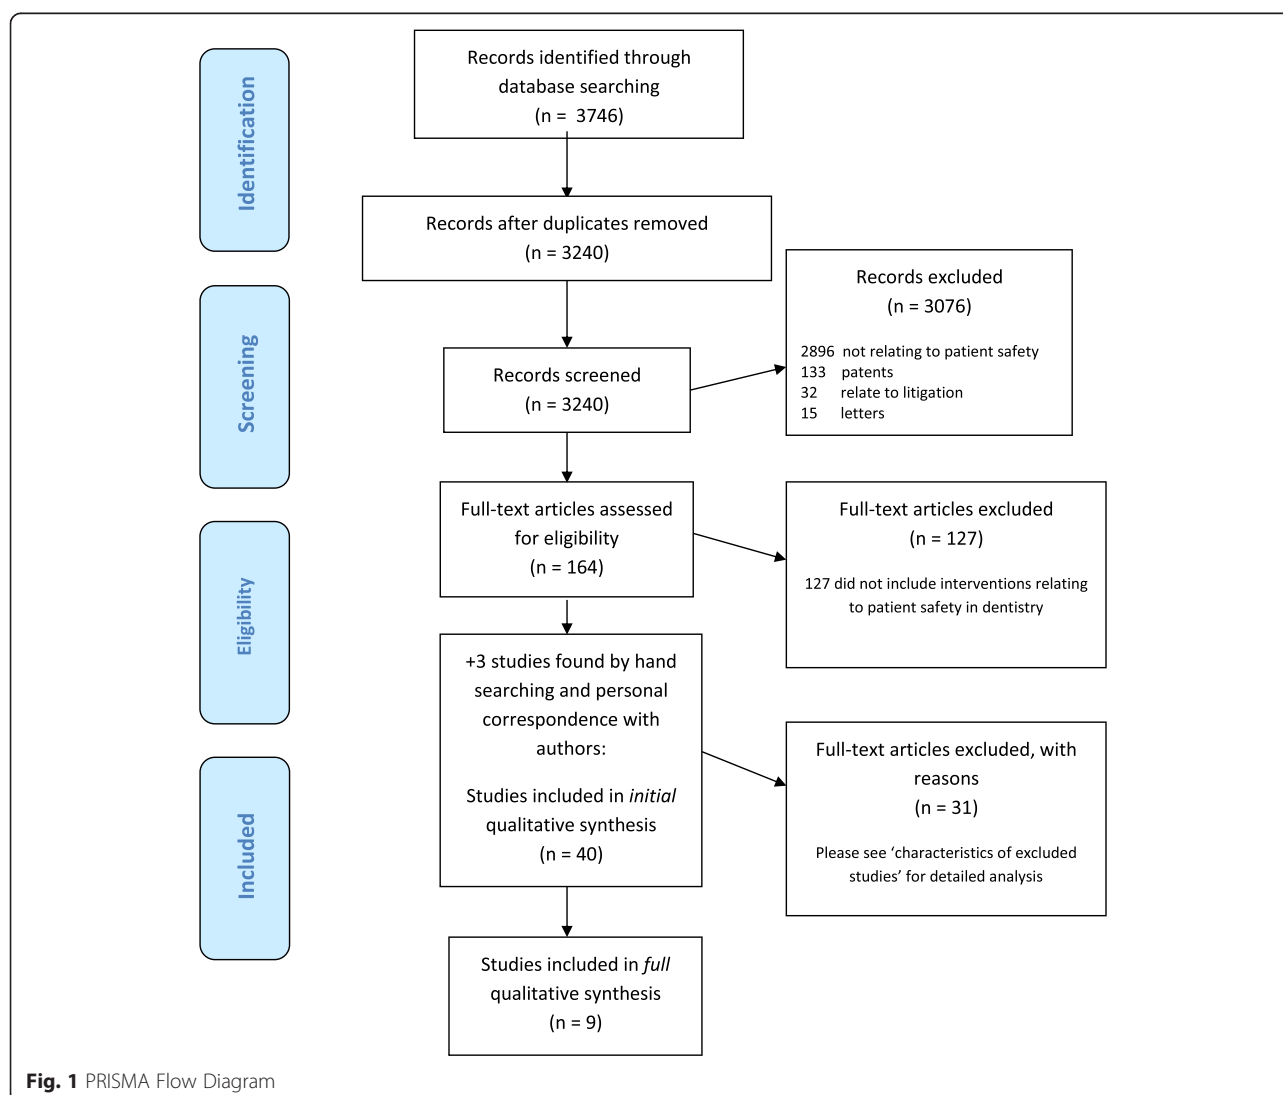 Identification
Screening
Eligibility
Included
Records identified through
database searching
(n = 3746)
Records after duplicates removed
(n = 3240)
Records screened
(n = 3240)
Records excluded
(n = 3076)
2896 not relating to patient safety
133 patents
32 relate to litigation
15 letters
Full-text articles assessed
for eligibility
(n = 164)
Full-text articles excluded
(n = 127)
127 did not include interventions relating
to patient safety in dentistry
+3 studies found by hand
searching and personal
correspondence with
authors:
Studies included in initial
qualitative synthesis
(n = 40)
Full-text articles excluded, with
reasons
(n = 31)
Please see ‘characteristics of excluded
studies’ for detailed analysis
Studies included in full
qualitative synthesis
(n = 9)
Fig. 1 PRISMA Flow Diagram